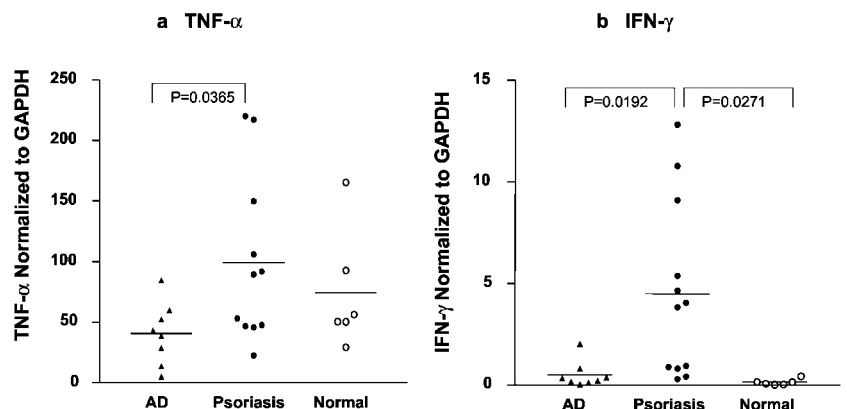 a TNF-α
b IFN-γ
TNF-α Normalized to GAPDH
250
200
150
100
50
0
P=0.0365
AD Psoriasis Normal
IFN-γ Normalized to GAPDH
15
10
5
0
P=0.0192
P=0.0271
AD Psoriasis Normal